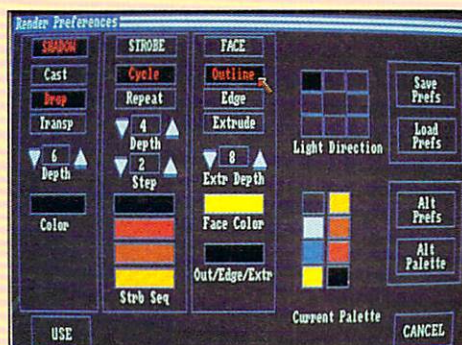 Render Preferences
SHADOW
Cast
Drop
Transp
6
Depth
Color
STROBE
Cycle
Repeat
4
Depth
2
Step
Strb Seq
FACE
Outline
Edge
Extrude
8
Extr Depth
Face Color
Out/Edge/Extr
Light Direction
Current Palette
Save
Prefs
Load
Prefs
Alt
Prefs
Alt
Palette
USE
CANCEL